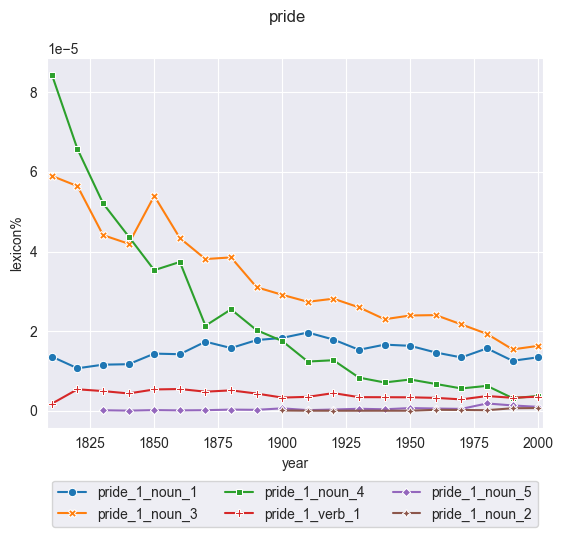 pride
1e−5
8
6
4
2
0
lexicon%
1825 1850 1875 1900 1925 1950 1975 2000
year
pride_1_noun_1 pride_1_noun_4 pride_1_noun_5
pride_1_noun_3 pride_1_verb_1 pride_1_noun_2